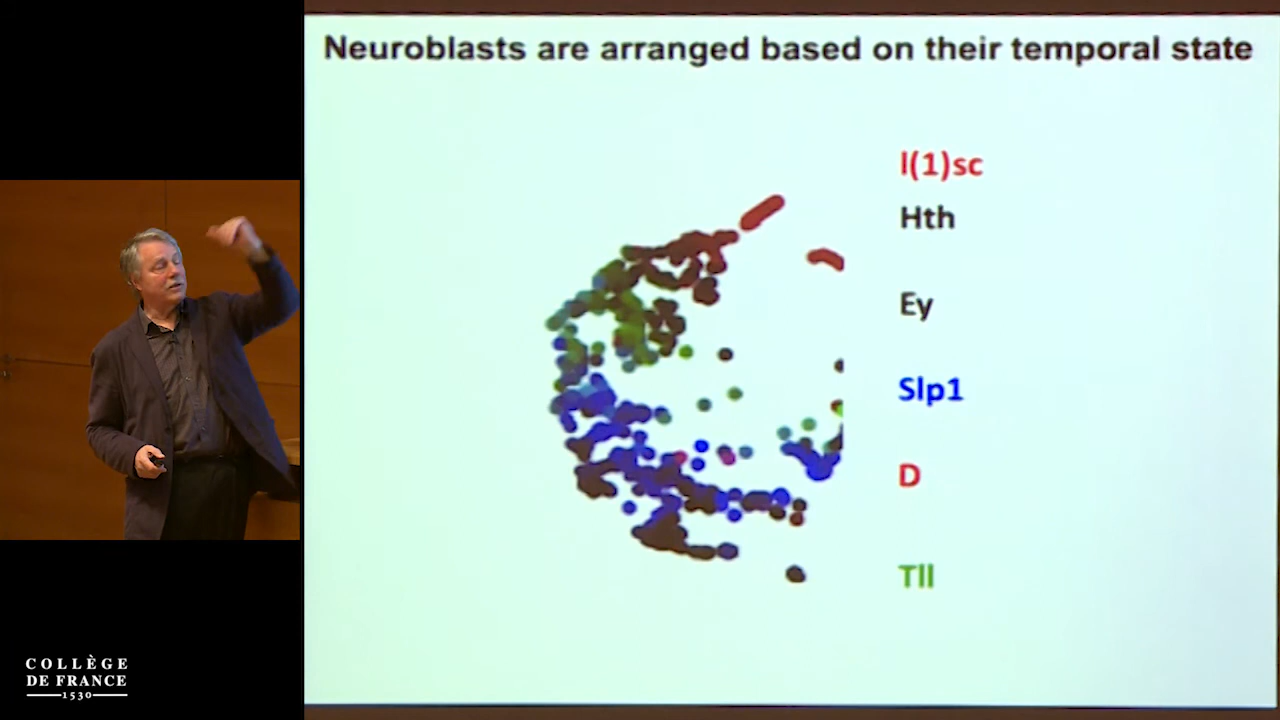 Neuroblasts are arranged based on their temporal state
l(1)sc
Hth
Ey
Slp1
D
Tll
COLLÈGE
DE FRANCE
1530